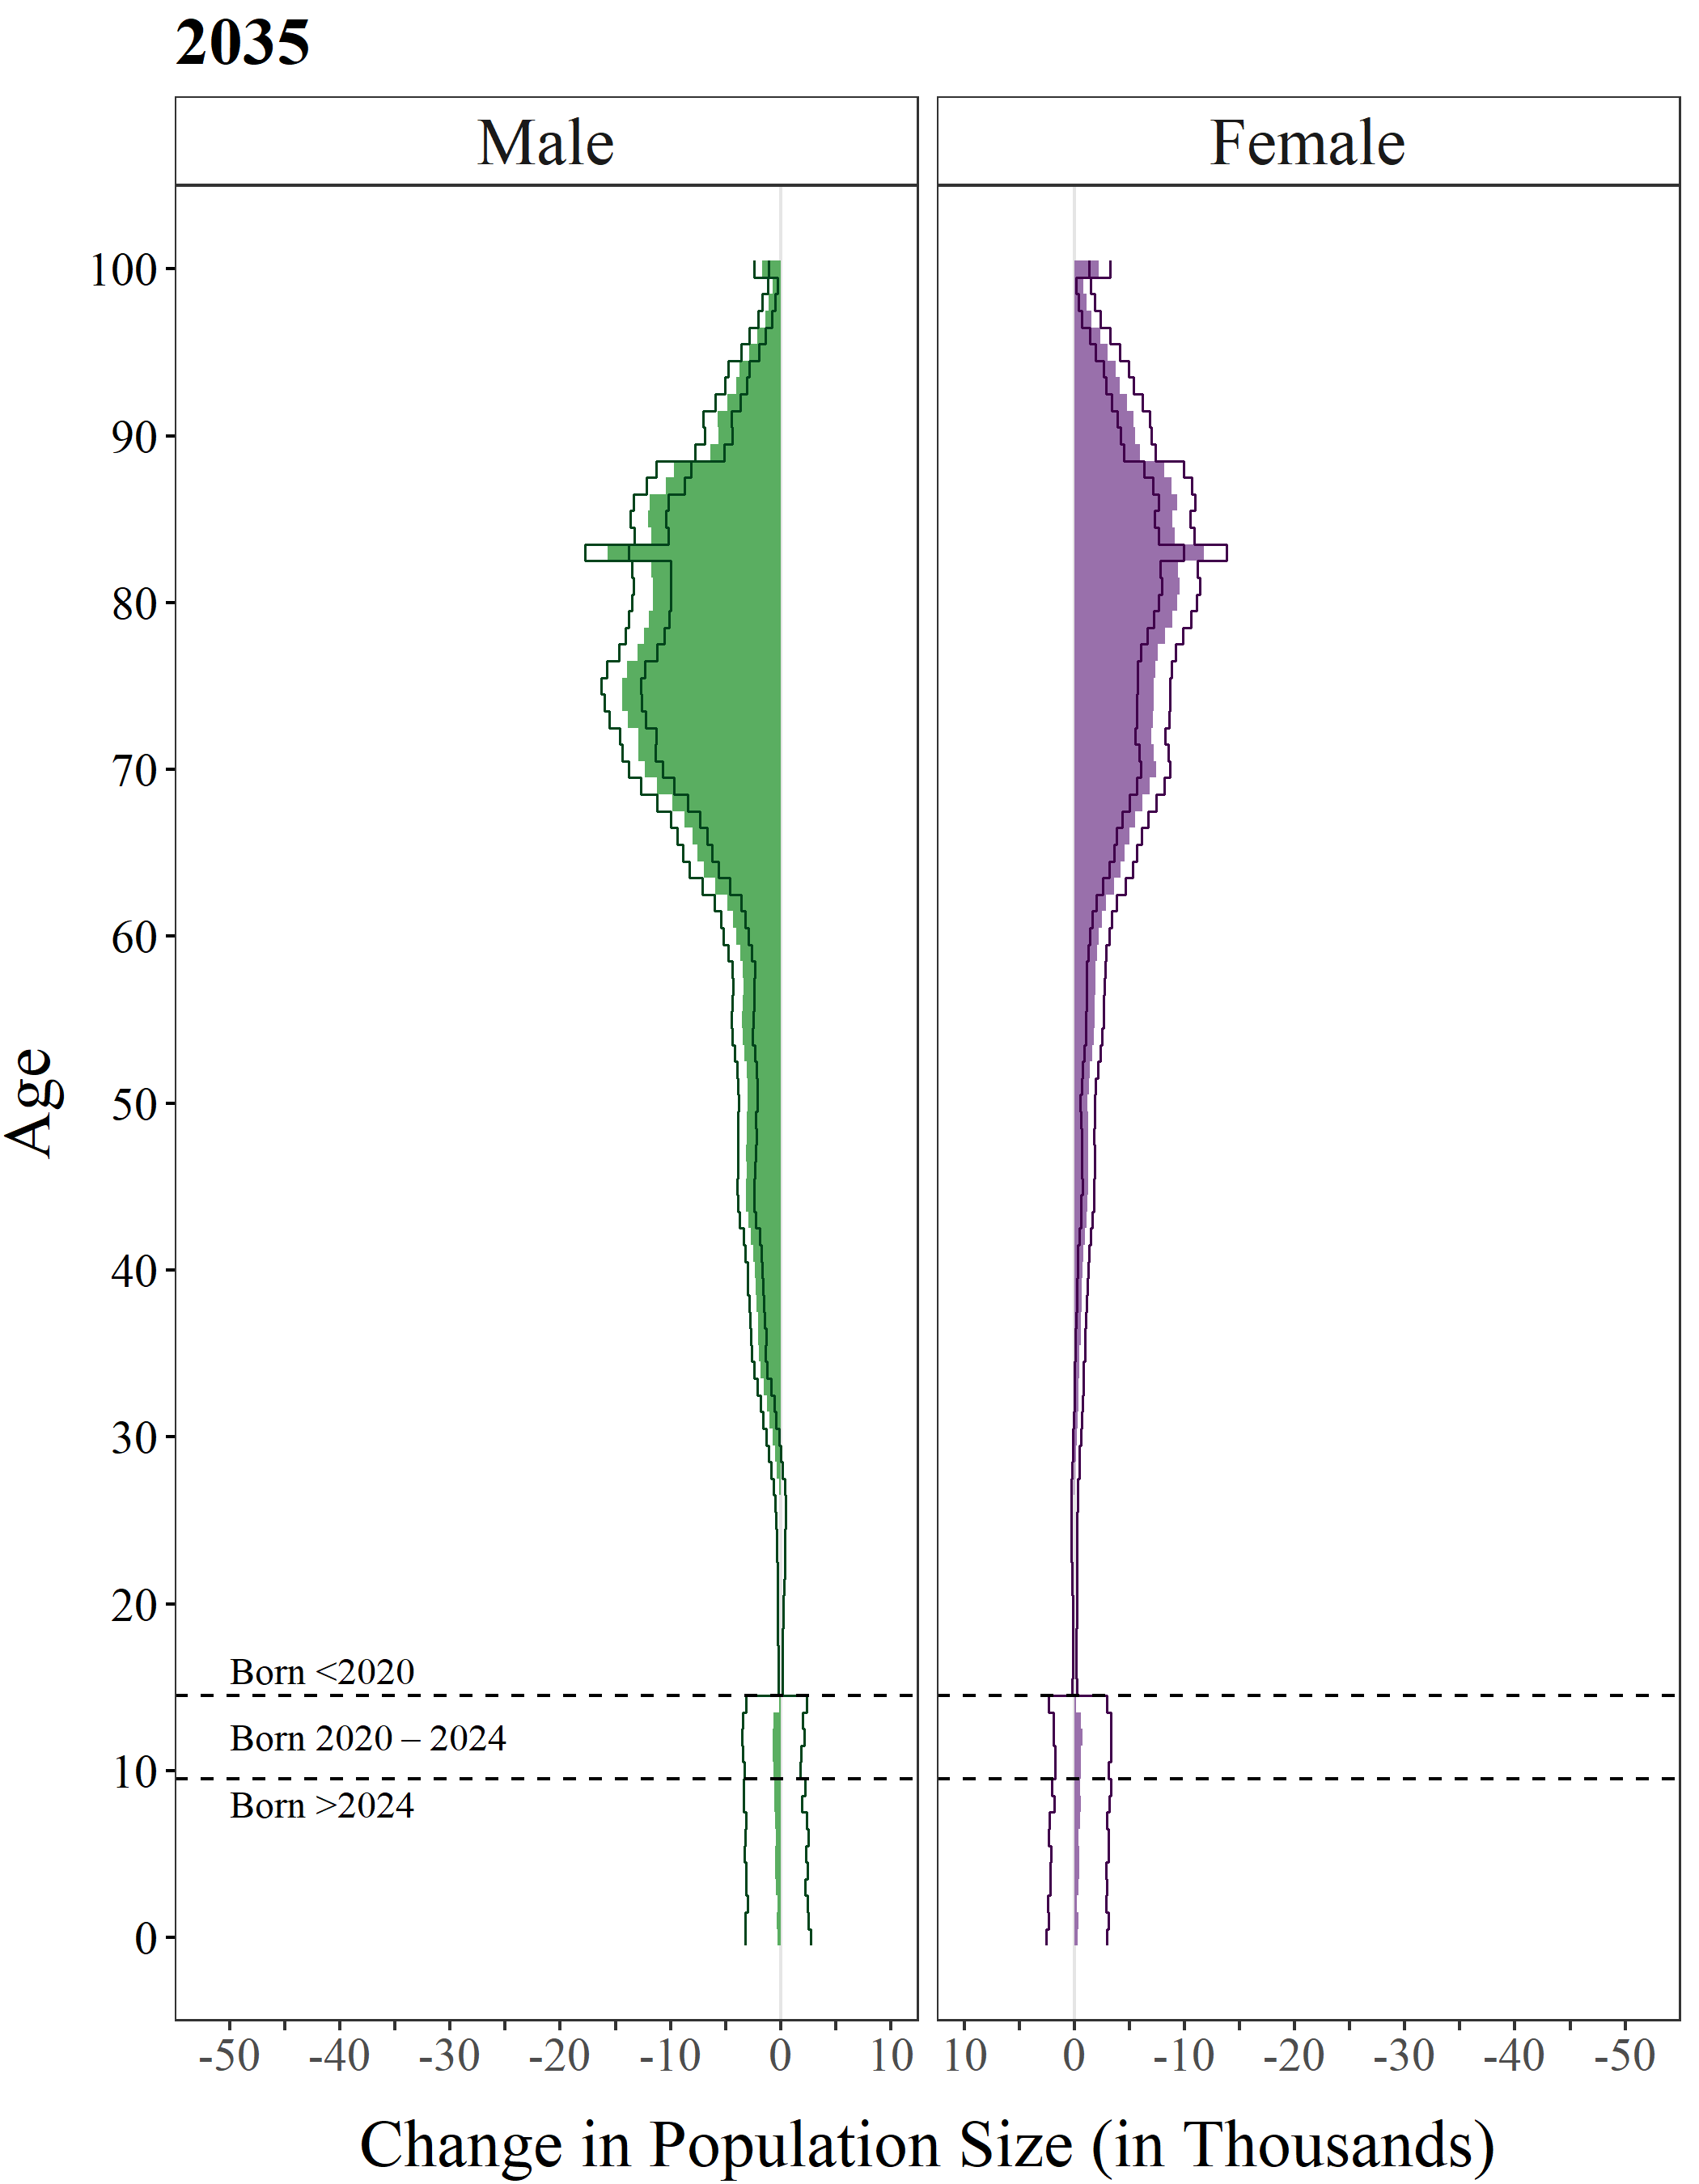 2035
Male
Female
100
90
80
70
60
50
40
30
20
10
0
Age
Born <2020
Born 2020 – 2024
Born >2024
-50 -40 -30 -20 -10 0 10
10 0 -10 -20 -30 -40 -50
Change in Population Size (in Thousands)